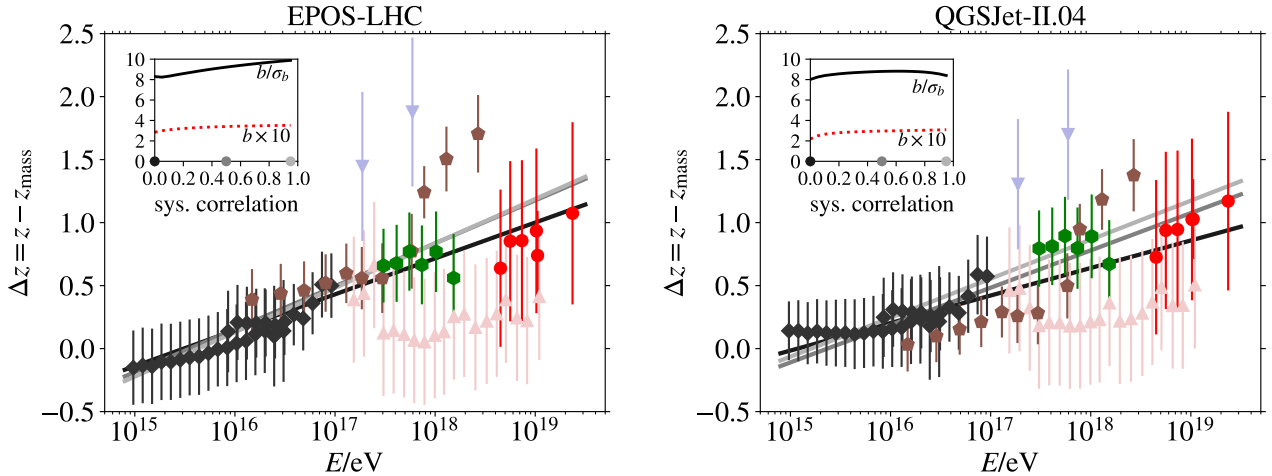 EPOS-LHC
2.5
2.0
1.5
1.0
0.5
0.0
−0.5
Δz = z − z_mass
10
8
6
4
2
0
b/σ_b
b × 10
0.0 0.2 0.4 0.6 0.8 1.0
sys. correlation
10^15 10^16 10^17 10^18 10^19
E/eV
QGSJet-II.04
2.5
2.0
1.5
1.0
0.5
0.0
−0.5
Δz = z − z_mass
10
8
6
4
2
0
b/σ_b
b × 10
0.0 0.2 0.4 0.6 0.8 1.0
sys. correlation
10^15 10^16 10^17 10^18 10^19
E/eV